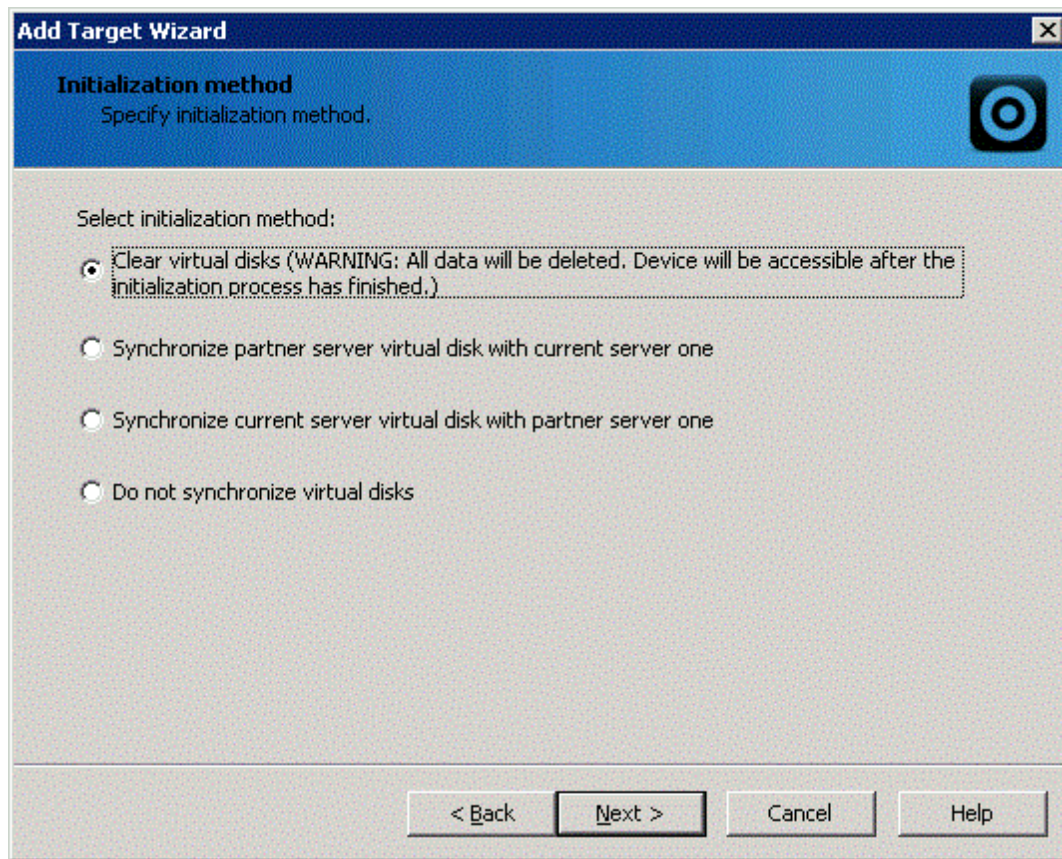 Add Target Wizard
Initialization method
Specify initialization method.
Select initialization method:
Clear virtual disks (WARNING: All data will be deleted. Device will be accessible after the
initialization process has finished.)
Synchronize partner server virtual disk with current server one
Synchronize current server virtual disk with partner server one
Do not synchronize virtual disks
< Back
Next >
Cancel
Help